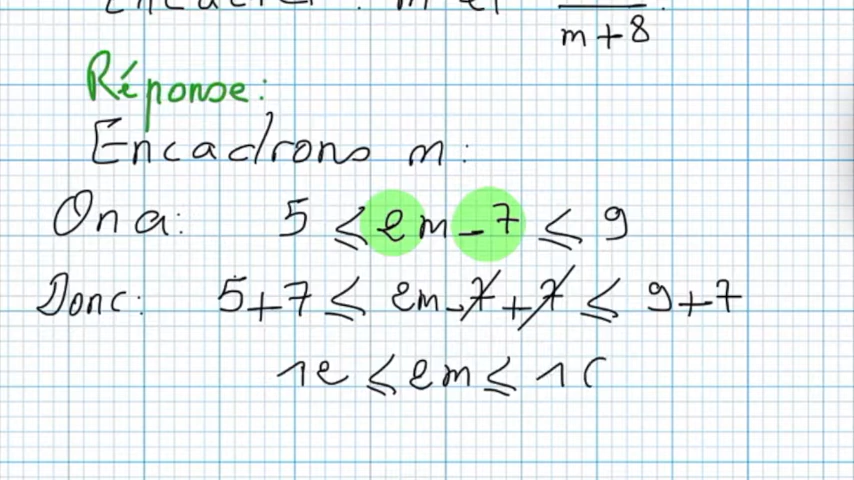 m et
m+8
Réponse:
Encadrons m:
On a: 5 ≤ 2m-7 ≤ 9
Donc: 5+7 ≤ 2m-7+7 ≤ 9+7
12 ≤ 2m ≤ 1